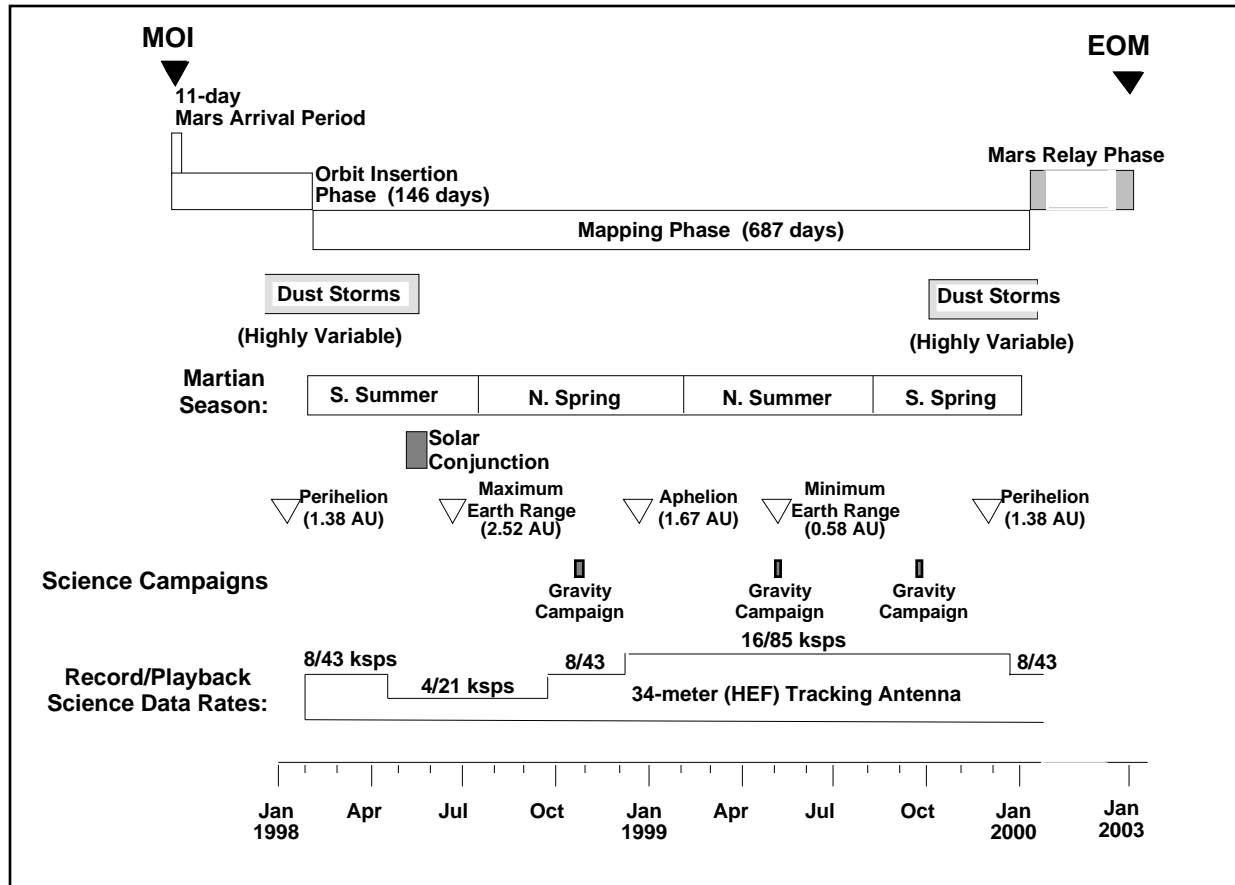 MOI
EOM
11-day
Mars Arrival Period
Orbit Insertion
Phase (146 days)
Mars Relay Phase
Mapping Phase (687 days)
Dust Storms
(Highly Variable)
Dust Storms
(Highly Variable)
Martian
Season:
S. Summer
N. Spring
N. Summer
S. Spring
Solar
Conjunction
Perihelion
(1.38 AU)
Maximum
Earth Range
(2.52 AU)
Aphelion
(1.67 AU)
Minimum
Earth Range
(0.58 AU)
Perihelion
(1.38 AU)
Science Campaigns
Gravity
Campaign
Gravity
Campaign
Gravity
Campaign
Record/Playback
Science Data Rates:
8/43 ksps
4/21 ksps
8/43
16/85 ksps
8/43
34-meter (HEF) Tracking Antenna
Jan
1998
Apr
Jul
Oct
Jan
1999
Apr
Jul
Oct
Jan
2000
Jan
2003